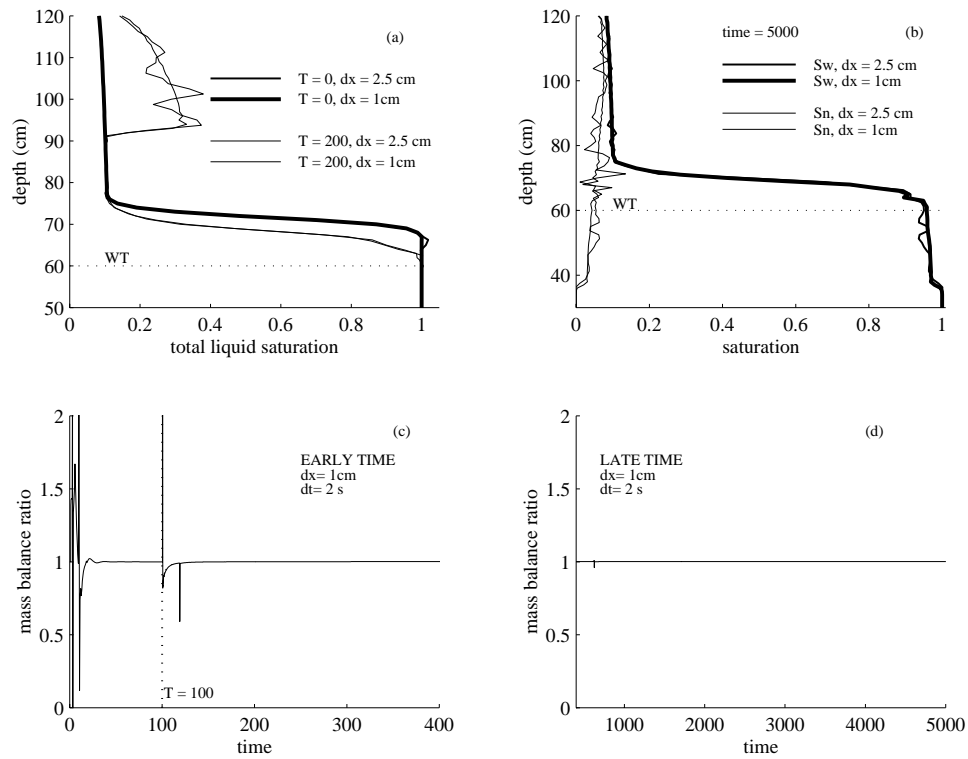 120
110
100
90
80
70
60
50
0
0.2
0.4
0.6
0.8
1
depth (cm)
total liquid saturation
(a)
T = 0, dx = 2.5 cm
T = 0, dx = 1cm
T = 200, dx = 2.5 cm
T = 200, dx = 1cm
WT
120
100
80
60
40
0
0.2
0.4
0.6
0.8
1
depth (cm)
saturation
time = 5000
(b)
Sw, dx = 2.5 cm
Sw, dx = 1cm
Sn, dx = 2.5 cm
Sn, dx = 1cm
WT
2
1.5
1
0.5
0
0
100
200
300
400
mass balance ratio
time
(c)
EARLY TIME
dx= 1cm
dt= 2 s
T = 100
2
1.5
1
0.5
0
1000
2000
3000
4000
5000
mass balance ratio
time
(d)
LATE TIME
dx= 1cm
dt= 2 s